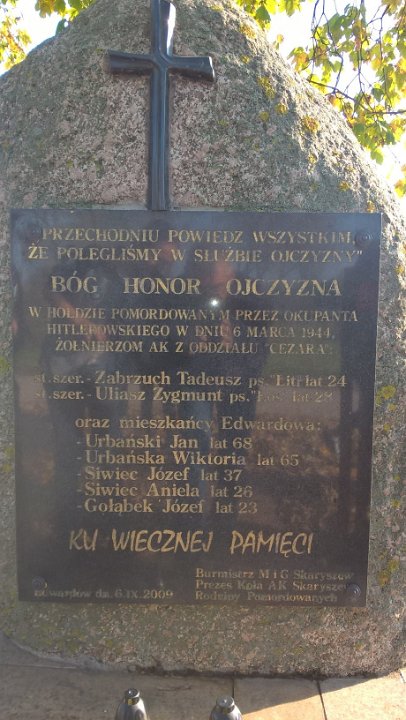 "PRZECHODNIU POWIEDZ WSZYSTKIM,
ŻE POLEGLIŚMY W SŁUŻBIE OJCZYZNY"
BÓG HONOR OJCZYZNA
W HOŁDZIE POMORDOWANYM PRZEZ OKUPANTA
HITLEROWSKIEGO W DNIU 6 MARCA 1944,
ŻOŁNIERZOM AK Z ODDZIAŁU "CEZARA":
st. szer.- Zabrzuch Tadeusz ps. lat 24
st. szer.- Uliasz Zygmunt ps. lat 28
oraz mieszkańcy Edwardowa:
- Urbański Jan lat 68
- Urbańska Wiktoria lat 65
- Siwiec Józef lat 37
- Siwiec Aniela lat 26
- Gołąbek Józef lat 23
KU WIECZNEJ PAMIĘCI
Burmistrz M i G Skaryszew
Prezes Koła AK Skaryszew
Edwardów dn. 6.IX.2009 Rodziny Pomordowanych